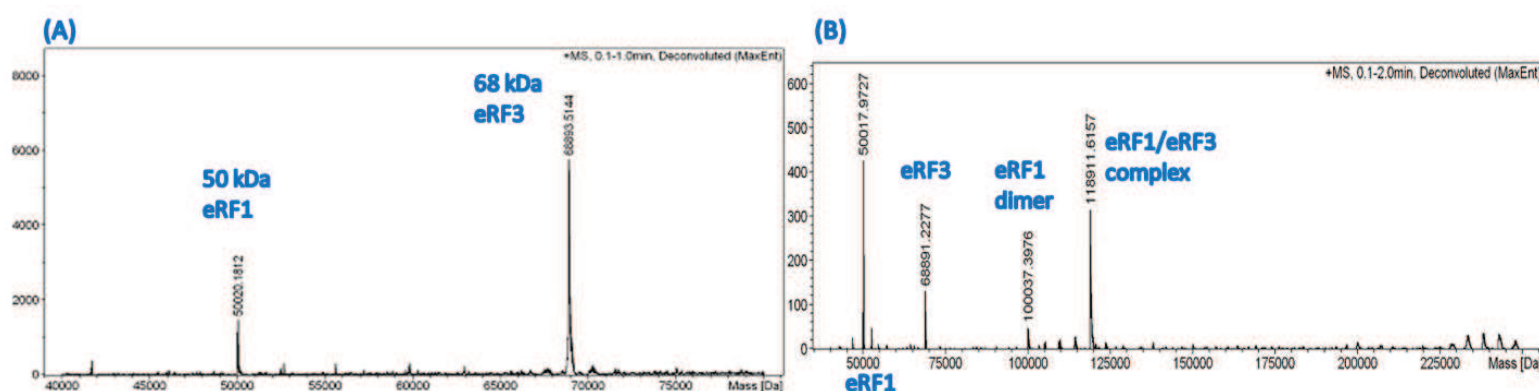 (A)
+MS, 0.1-1.0min, Deconvoluted (MaxEnt)
8000
6000
4000
2000
0
50 kDa
eRF1
50020.1812
68 kDa
eRF3
68893.5144
40000 45000 50000 55000 60000 65000 70000 75000 Mass [Da]
(B)
+MS, 0.1-2.0min, Deconvoluted (MaxEnt)
600
500
400
300
200
100
0
50017.9727
eRF3
68891.2277
eRF1
dimer
100037.3976
eRF1/eRF3
complex
118911.6157
50000 75000 100000 125000 150000 175000 200000 225000 Mass [Da]
eRF1